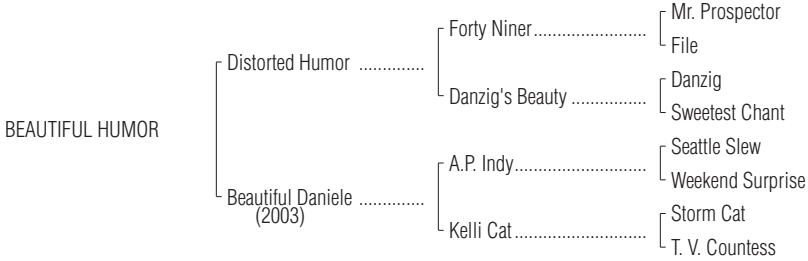 Mr. Prospector
Forty Niner........................
File
Distorted Humor ..............
Danzig
Danzig's Beauty ................
Sweetest Chant
BEAUTIFUL HUMOR
Seattle Slew
A.P. Indy............................
Weekend Surprise
Beautiful Daniele ..............
(2003)
Storm Cat
Kelli Cat............................
T. V. Countess